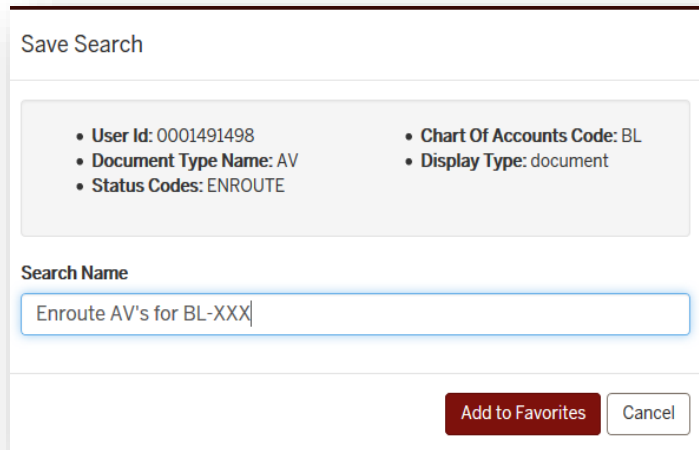 Save Search
• User Id: 0001491498
• Document Type Name: AV
• Status Codes: ENROUTE
• Chart Of Accounts Code: BL
• Display Type: document
Search Name
Enroute AV's for BL-XXX
Add to Favorites
Cancel